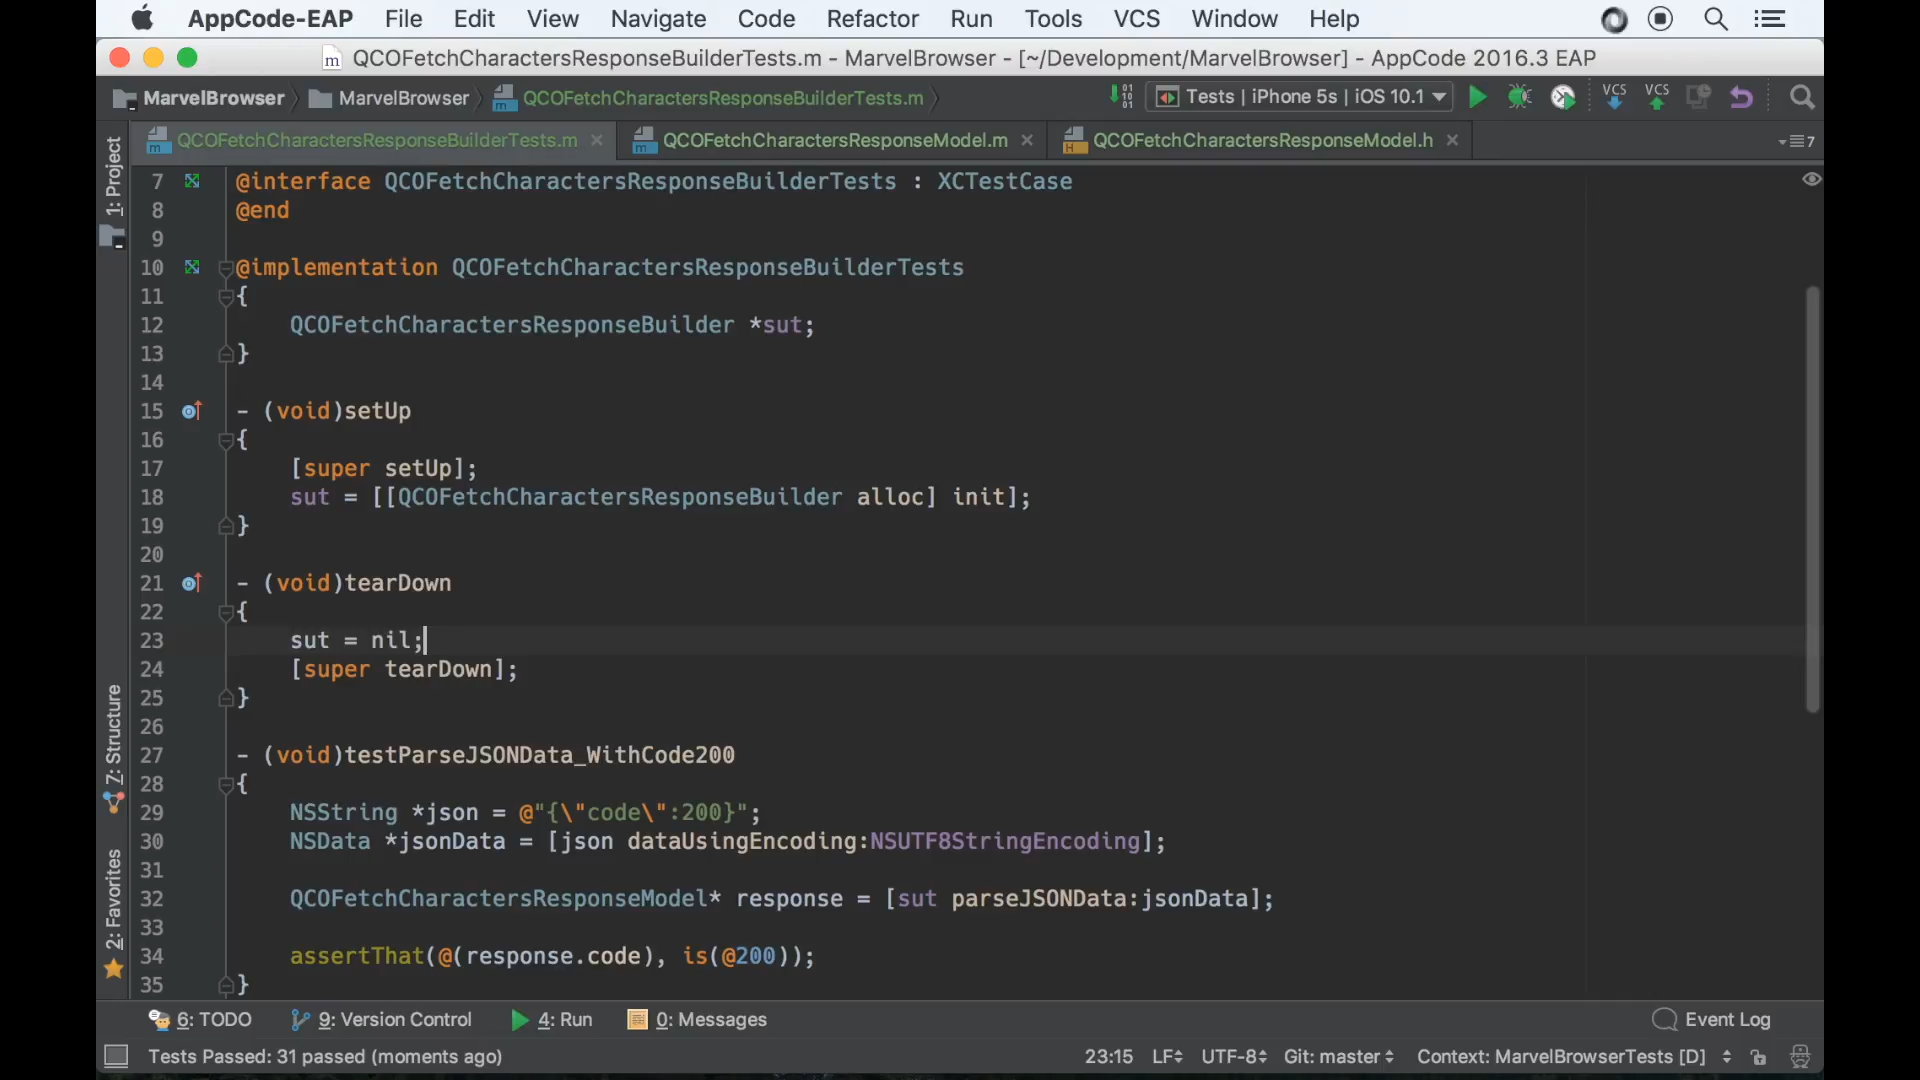 AppCode-EAP File Edit View Navigate Code Refactor Run Tools VCS Window Help
QCOFetchCharactersResponseBuilderTests.m - MarvelBrowser - [~/Development/MarvelBrowser] - AppCode 2016.3 EAP
MarvelBrowser MarvelBrowser QCOFetchCharactersResponseBuilderTests.m Tests | iPhone 5s | iOS 10.1 VCS VCS
QCOFetchCharactersResponseBuilderTests.m QCOFetchCharactersResponseModel.m QCOFetchCharactersResponseModel.h 7
1: Project
7: Structure
2: Favorites
7 @interface QCOFetchCharactersResponseBuilderTests : XCTestCase
8 @end
9
10 @implementation QCOFetchCharactersResponseBuilderTests
11 {
12 QCOFetchCharactersResponseBuilder *sut;
13 }
14
15 - (void)setUp
16 {
17 [super setUp];
18 sut = [[QCOFetchCharactersResponseBuilder alloc] init];
19 }
20
21 - (void)tearDown
22 {
23 sut = nil;
24 [super tearDown];
25 }
26
27 - (void)testParseJSONData_WithCode200
28 {
29 NSString *json = @"{\"code\":200}";
30 NSData *jsonData = [json dataUsingEncoding:NSUTF8StringEncoding];
31
32 QCOFetchCharactersResponseModel* response = [sut parseJSONData:jsonData];
33
34 assertThat(@(response.code), is(@200));
35 }
6: TODO 9: Version Control 4: Run 0: Messages Event Log
Tests Passed: 31 passed (moments ago) 23:15 LF UTF-8 Git: master Context: MarvelBrowserTests [D]